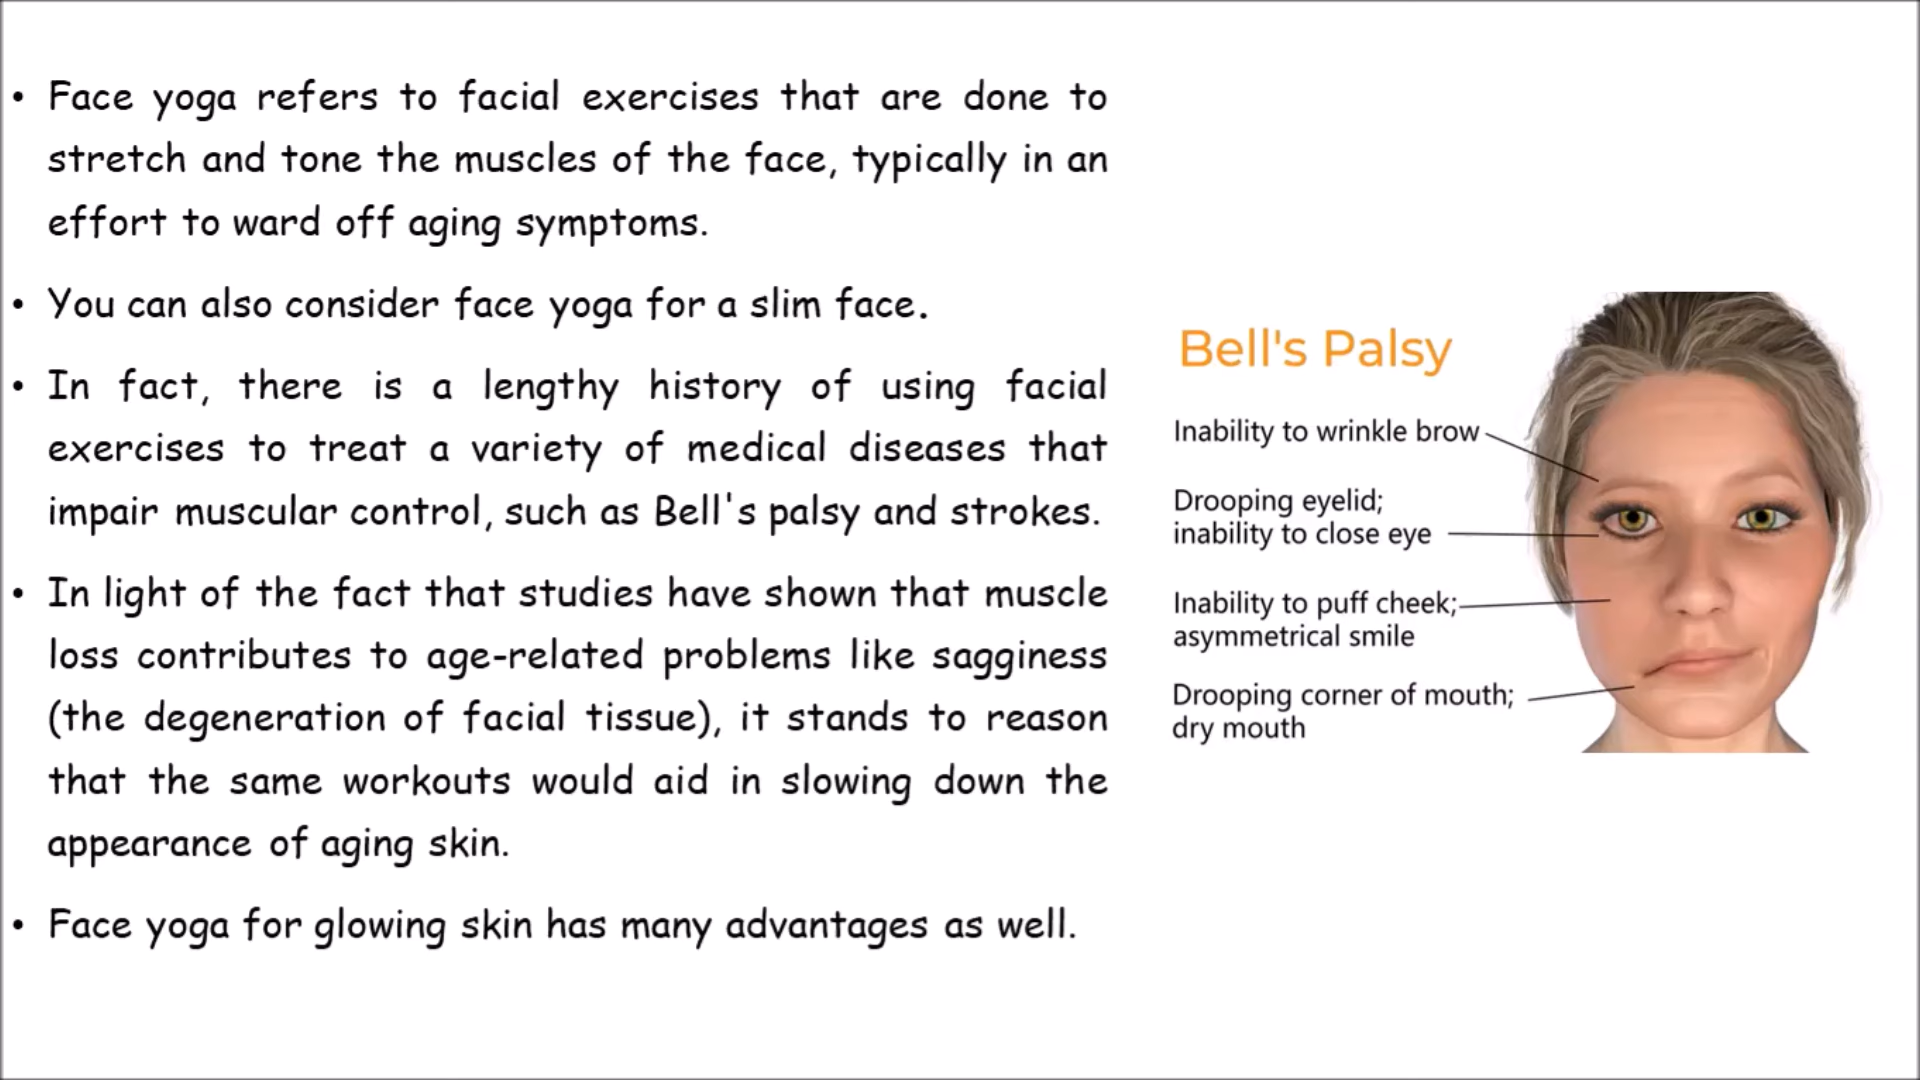 • Face yoga refers to facial exercises that are done to
stretch and tone the muscles of the face, typically in an
effort to ward off aging symptoms.
• You can also consider face yoga for a slim face.
• In fact, there is a lengthy history of using facial
exercises to treat a variety of medical diseases that
impair muscular control, such as Bell's palsy and strokes.
• In light of the fact that studies have shown that muscle
loss contributes to age-related problems like sagginess
(the degeneration of facial tissue), it stands to reason
that the same workouts would aid in slowing down the
appearance of aging skin.
• Face yoga for glowing skin has many advantages as well.
Bell's Palsy
Inability to wrinkle brow
Drooping eyelid;
inability to close eye
Inability to puff cheek;
asymmetrical smile
Drooping corner of mouth;
dry mouth